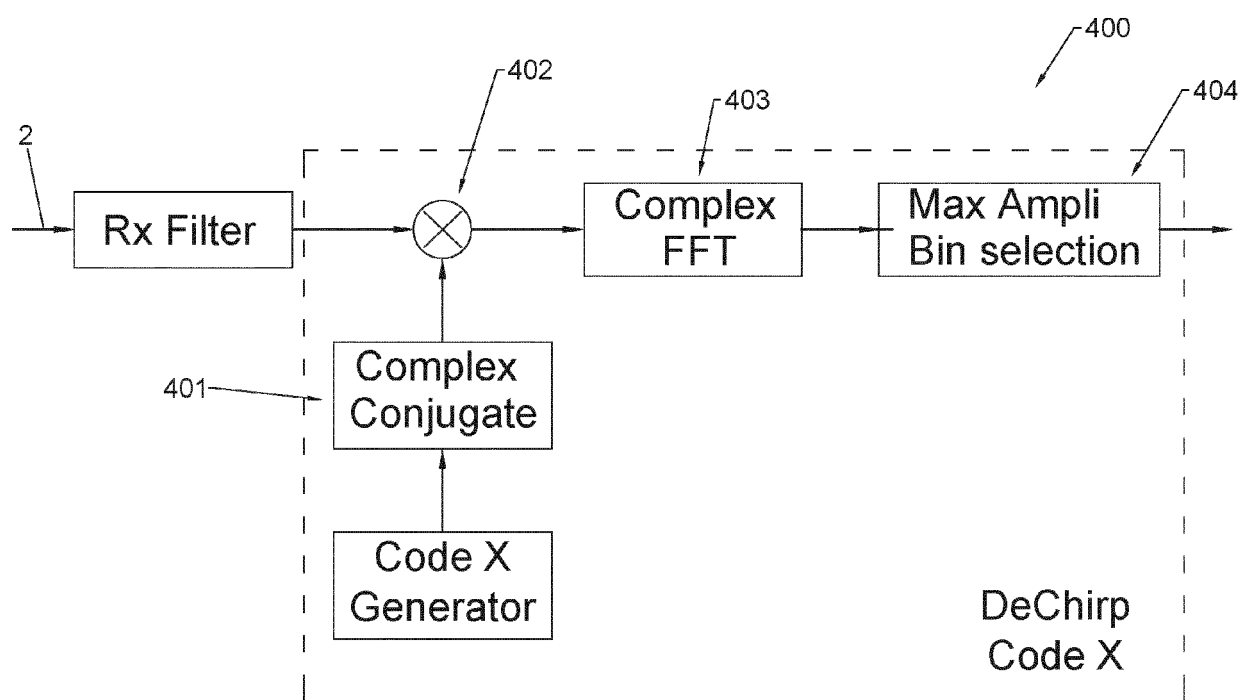 400
402
403
404
2
Rx Filter
Complex
FFT
Max Ampli
Bin selection
401
Complex
Conjugate
Code X
Generator
DeChirp
Code X